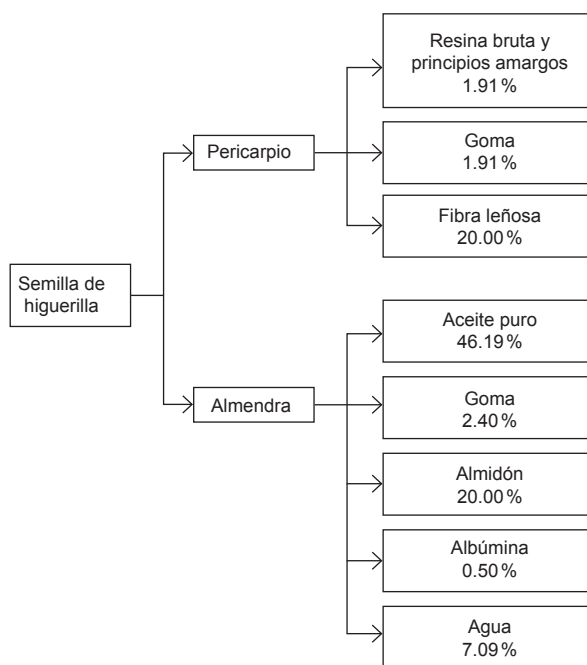 Semilla de
higuerilla
Pericarpio
Resina bruta y
principios amargos
1.91%
Goma
1.91%
Fibra leñosa
20.00%
Almendra
Aceite puro
46.19%
Goma
2.40%
Almidón
20.00%
Albúmina
0.50%
Agua
7.09%